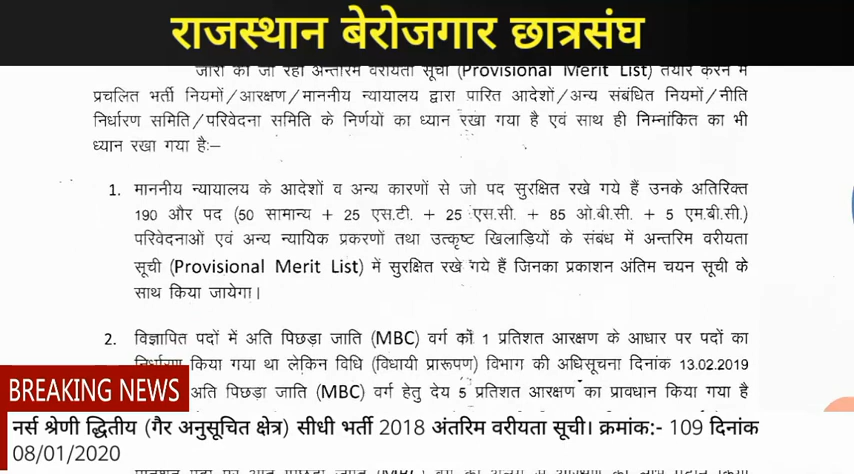 राजस्थान बेरोजगार छात्रसंघ
जारी की जा रही अन्तरिम वरीयता सूची (Provisional Merit List) तैयार करने में
प्रचलित भर्ती नियमों/आरक्षण/माननीय न्यायालय द्वारा पारित आदेशों/अन्य संबंधित नियमों/नीति
निर्धारण समिति/परिवेदना समिति के निर्णयों का ध्यान रखा गया है एवं साथ ही निम्नांकित का भी
ध्यान रखा गया है:–
1. माननीय न्यायालय के आदेशों व अन्य कारणों से जो पद सुरक्षित रखे गये हैं उनके अतिरिक्त
190 और पद (50 सामान्य + 25 एस.टी. + 25 एस.सी. + 85 ओ.बी.सी. + 5 एम.बी.सी.)
परिवेदनाओं एवं अन्य न्यायिक प्रकरणों तथा उत्कृष्ट खिलाड़ियों के संबंध में अन्तरिम वरीयता
सूची (Provisional Merit List) में सुरक्षित रखे गये हैं जिनका प्रकाशन अंतिम चयन सूची के
साथ किया जायेगा।
2. विज्ञापित पदों में अति पिछड़ा जाति (MBC) वर्ग कों 1 प्रतिशत आरक्षण के आधार पर पदों का
निर्धारण किया गया था लेकिन विधि (विधायी प्रारूपण) विभाग की अधिसूचना दिनांक 13.02.2019
अति पिछड़ा जाति (MBC) वर्ग हेतु देय 5 प्रतिशत आरक्षण का प्रावधान किया गया है
BREAKING NEWS
नर्स श्रेणी द्धितीय (गैर अनुसूचित क्षेत्र) सीधी भर्ती 2018 अंतरिम वरीयता सूची। क्रमांक:- 109 दिनांक
08/01/2020